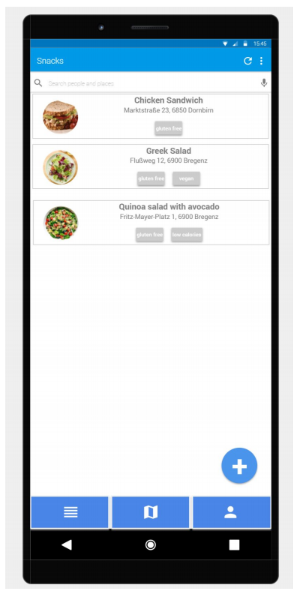 15:45
Snacks
Search people and places
Chicken Sandwich
Marktstraße 23, 6850 Dornbirn
gluten free
Greek Salad
Flußweg 12, 6900 Bregenz
gluten free vegan
Quinoa salad with avocado
Fritz-Mayer-Platz 1, 6900 Bregenz
gluten free low calories